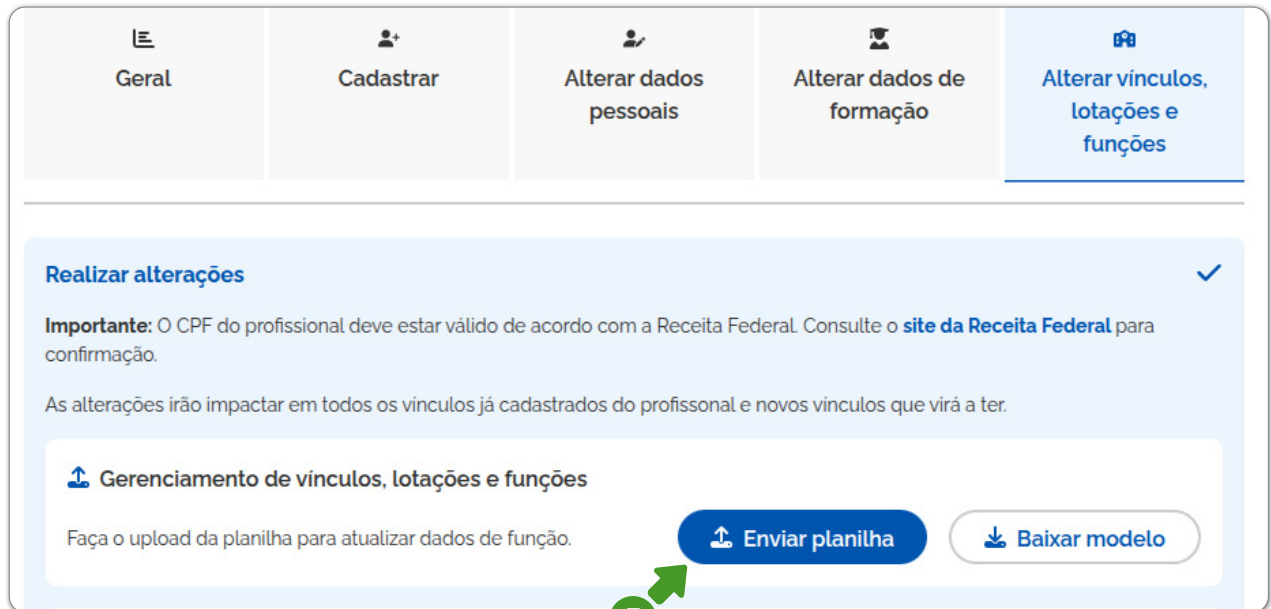 Geral
Cadastrar
Alterar dados
pessoais
Alterar dados de
formação
Alterar vínculos,
lotações e
funções
Realizar alterações
Importante: O CPF do profissional deve estar válido de acordo com a Receita Federal. Consulte o site da Receita Federal para
confirmação.
As alterações irão impactar em todos os vínculos já cadastrados do profissonal e novos vínculos que virá a ter.
Gerenciamento de vínculos, lotações e funções
Faça o upload da planilha para atualizar dados de função.
Enviar planilha
Baixar modelo